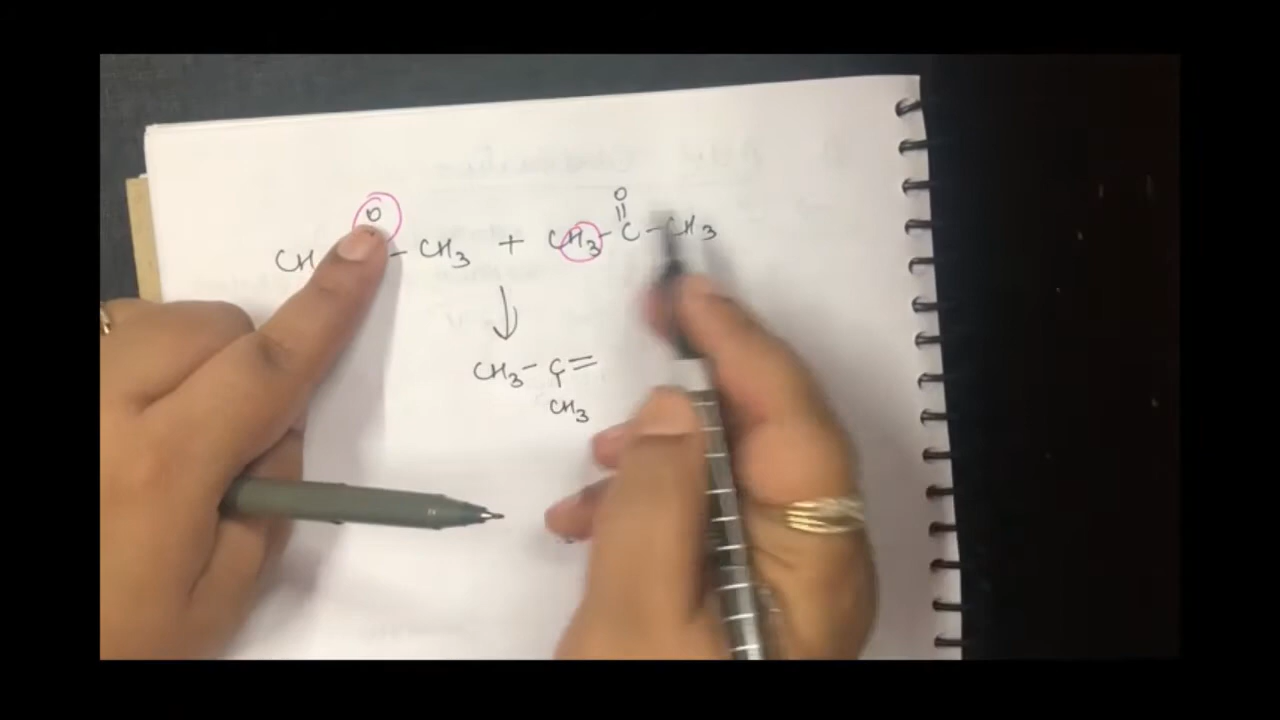 O O
||
CH - CH3 + CH3 - C - CH3
↓
CH3 - C =
CH3